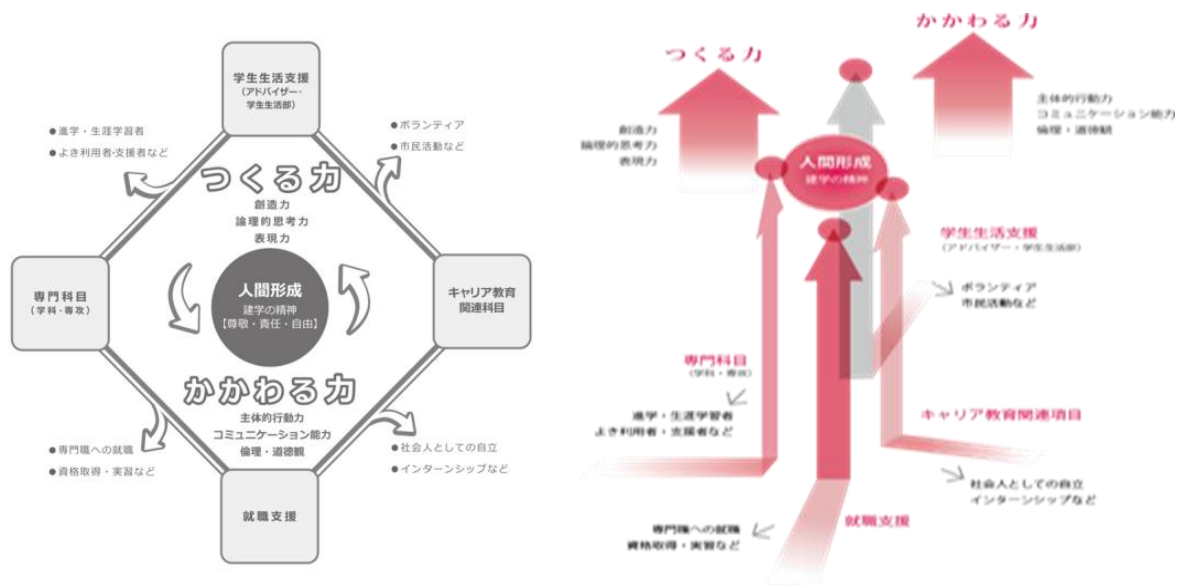 学生生活支援
(アドバイザー・
学生生活部)
●進学・生涯学習者
●よき利用者・支援者など
●ボランティア
●市民活動など
つくる力
創造力
論理的思考力
表現力
専門科目
(学科・専攻)
人間形成
建学の精神
【尊敬・責任・自由】
キャリア教育
関連科目
かかわる力
主体的行動力
コミュニケーション能力
倫理・道徳観
●専門職への就職
●資格取得・実習など
●社会人としての自立
●インターンシップなど
就職支援
かかわる力
つくる力
主体的行動力
コミュニケーション能力
倫理・道徳観
創造力
論理的思考力
表現力
人間形成
建学の精神
学生生活支援
(アドバイザー・学生生活部)
ボランティア
市民活動など
専門科目
(学科・専攻)
進学・生涯学習者
よき利用者・支援者など
キャリア教育関連項目
社会人としての自立
インターンシップなど
就職支援
専門職への就職
資格取得・実習など